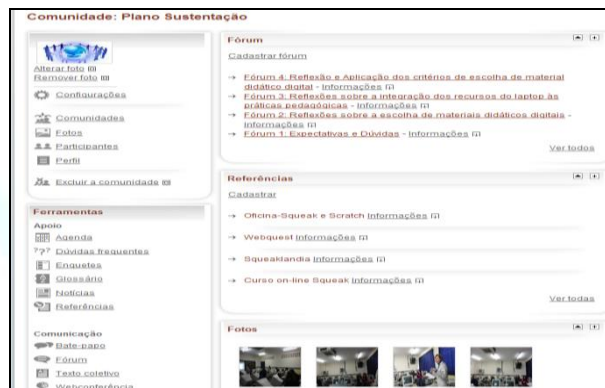 Comunidade: Plano Sustentação
Alterar foto
Remover foto
Configurações
Comunidades
Fotos
Participantes
Perfil
Excluir a comunidade
Ferramentas
Apoio
Agenda
??? Dúvidas frequentes
Enquetes
Glossário
Notícias
Referências
Comunicação
Bate-papo
Fórum
Texto coletivo
Webconferência
Fórum
Cadastrar fórum
→ Fórum 4: Reflexão e Aplicação dos critérios de escolha de material
didático digital - Informações
→ Fórum 3: Reflexões sobre a integração dos recursos do laptop às
práticas pedagógicas - Informações
→ Fórum 2: Reflexões sobre a escolha de materiais didáticos digitais -
Informações
→ Fórum 1: Expectativas e Dúvidas - Informações
Ver todos
Referências
Cadastrar
→ Oficina-Squeak e Scratch Informações
→ Webquest Informações
→ Squeaklandia Informações
→ Curso on-line Squeak Informações
Ver todas
Fotos